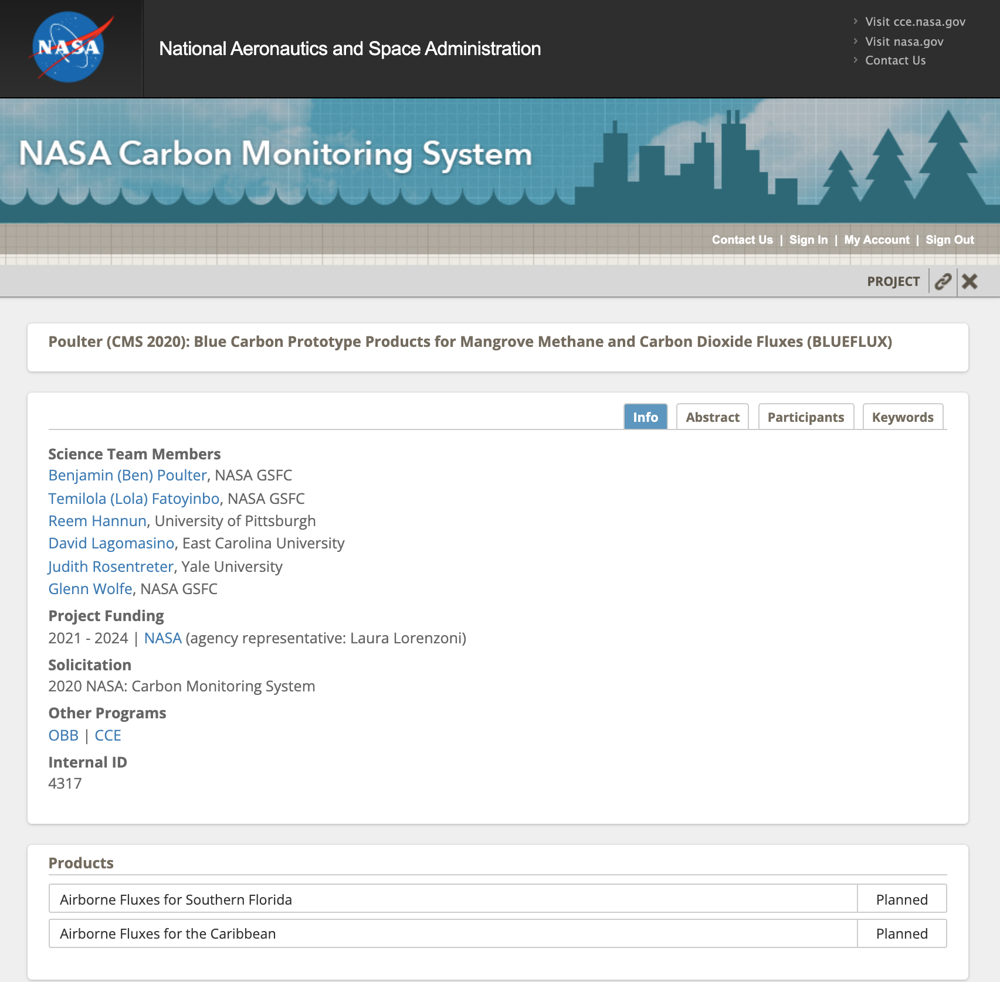 NASA
National Aeronautics and Space Administration
Visit cce.nasa.gov
Visit nasa.gov
Contact Us
NASA Carbon Monitoring System
Contact Us | Sign In | My Account | Sign Out
PROJECT
Poulter (CMS 2020): Blue Carbon Prototype Products for Mangrove Methane and Carbon Dioxide Fluxes (BLUEFLUX)
Info Abstract Participants Keywords
Science Team Members
Benjamin (Ben) Poulter, NASA GSFC
Temilola (Lola) Fatoyinbo, NASA GSFC
Reem Hannun, University of Pittsburgh
David Lagomasino, East Carolina University
Judith Rosentreter, Yale University
Glenn Wolfe, NASA GSFC
Project Funding
2021 - 2024 | NASA (agency representative: Laura Lorenzoni)
Solicitation
2020 NASA: Carbon Monitoring System
Other Programs
OBB | CCE
Internal ID
4317
Products
Airborne Fluxes for Southern Florida Planned
Airborne Fluxes for the Caribbean Planned